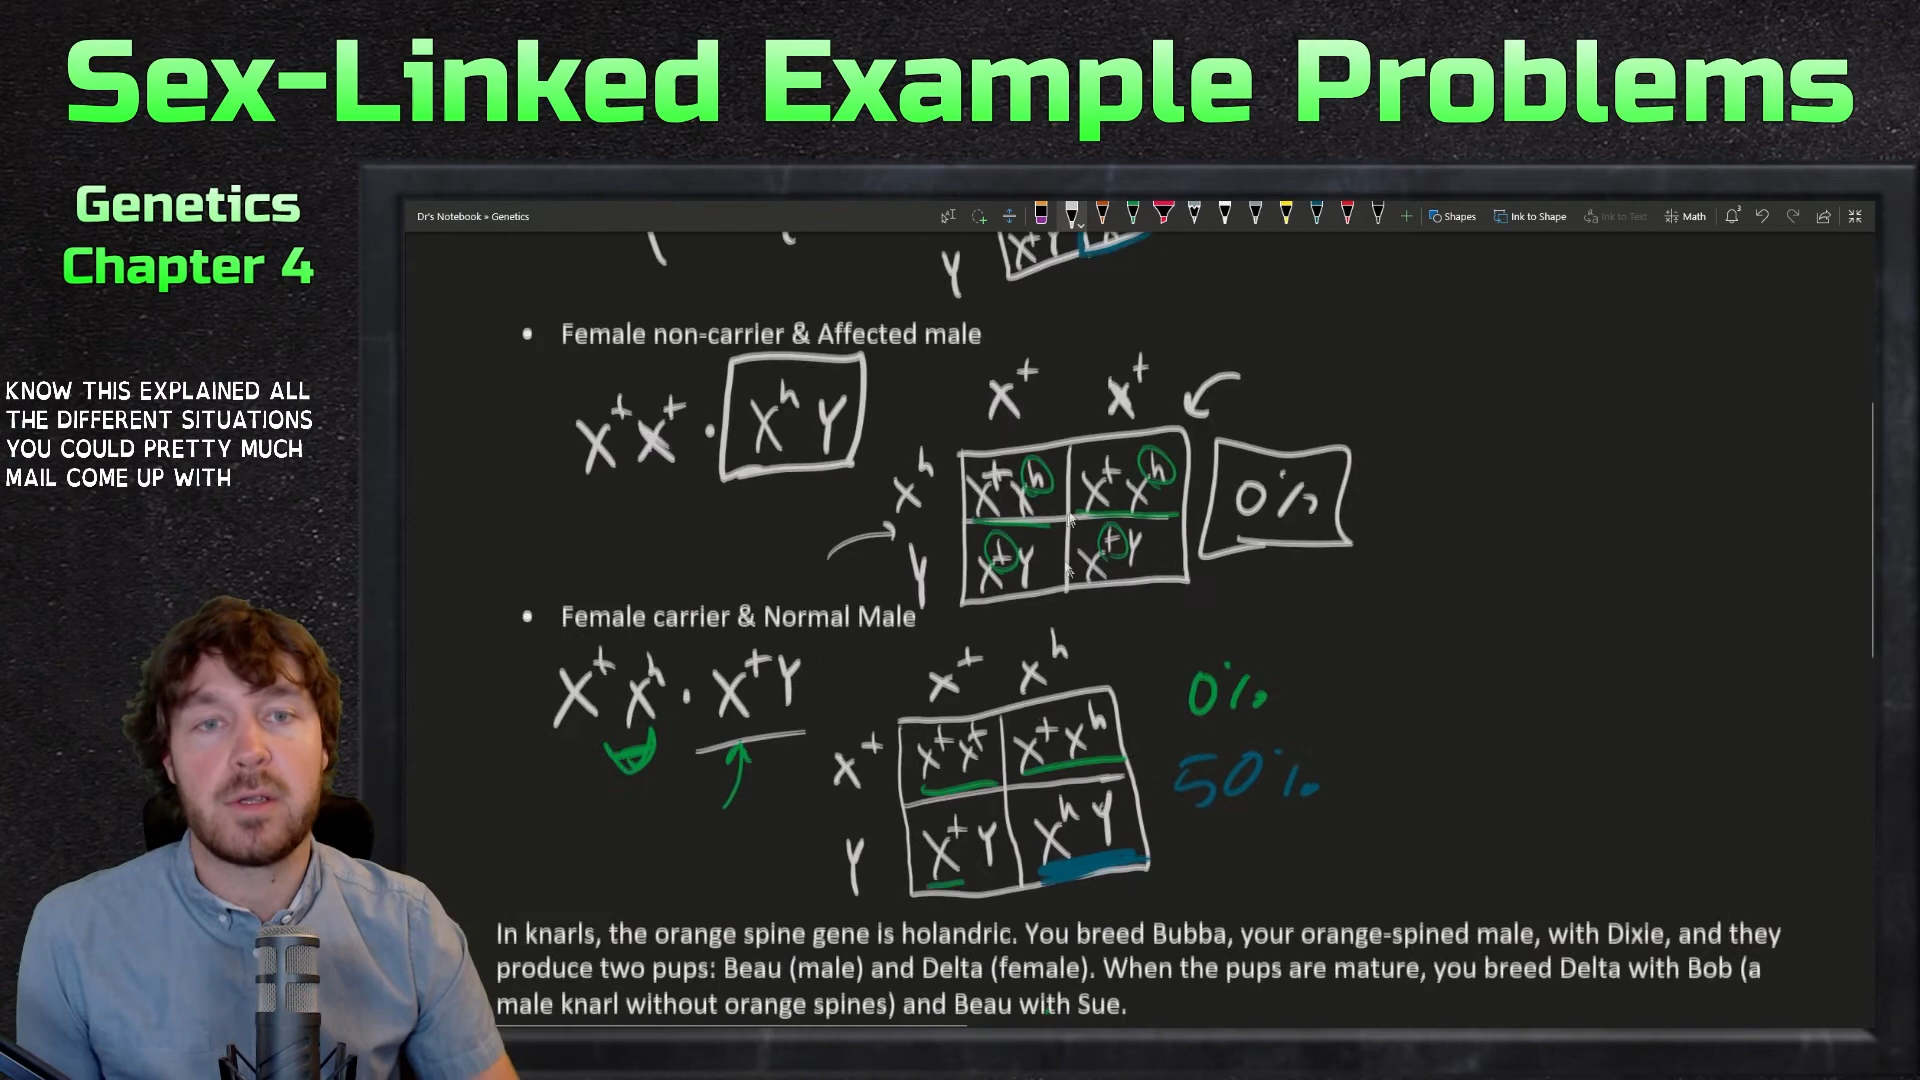 Sex-Linked Example Problems
Genetics
Chapter 4
KNOW THIS EXPLAINED ALL
THE DIFFERENT SITUATIONS
YOU COULD PRETTY MUCH
MAIL COME UP WITH
Dr's Notebook » Genetics
Shapes
Ink to Shape
Ink to Text
Math
3
X+Y
Y
• Female non-carrier & Affected male
X+ X+
X+X+ · XhY
Xh X+Xh X+Xh 0%
Y X+Y X+Y
• Female carrier & Normal Male
X+ Xh
X+Xh · X+Y
0%
X+ X+X+ X+Xh
50%
Y X+Y XhY
In knarls, the orange spine gene is holandric. You breed Bubba, your orange-spined male, with Dixie, and they
produce two pups: Beau (male) and Delta (female). When the pups are mature, you breed Delta with Bob (a
male knarl without orange spines) and Beau with Sue.